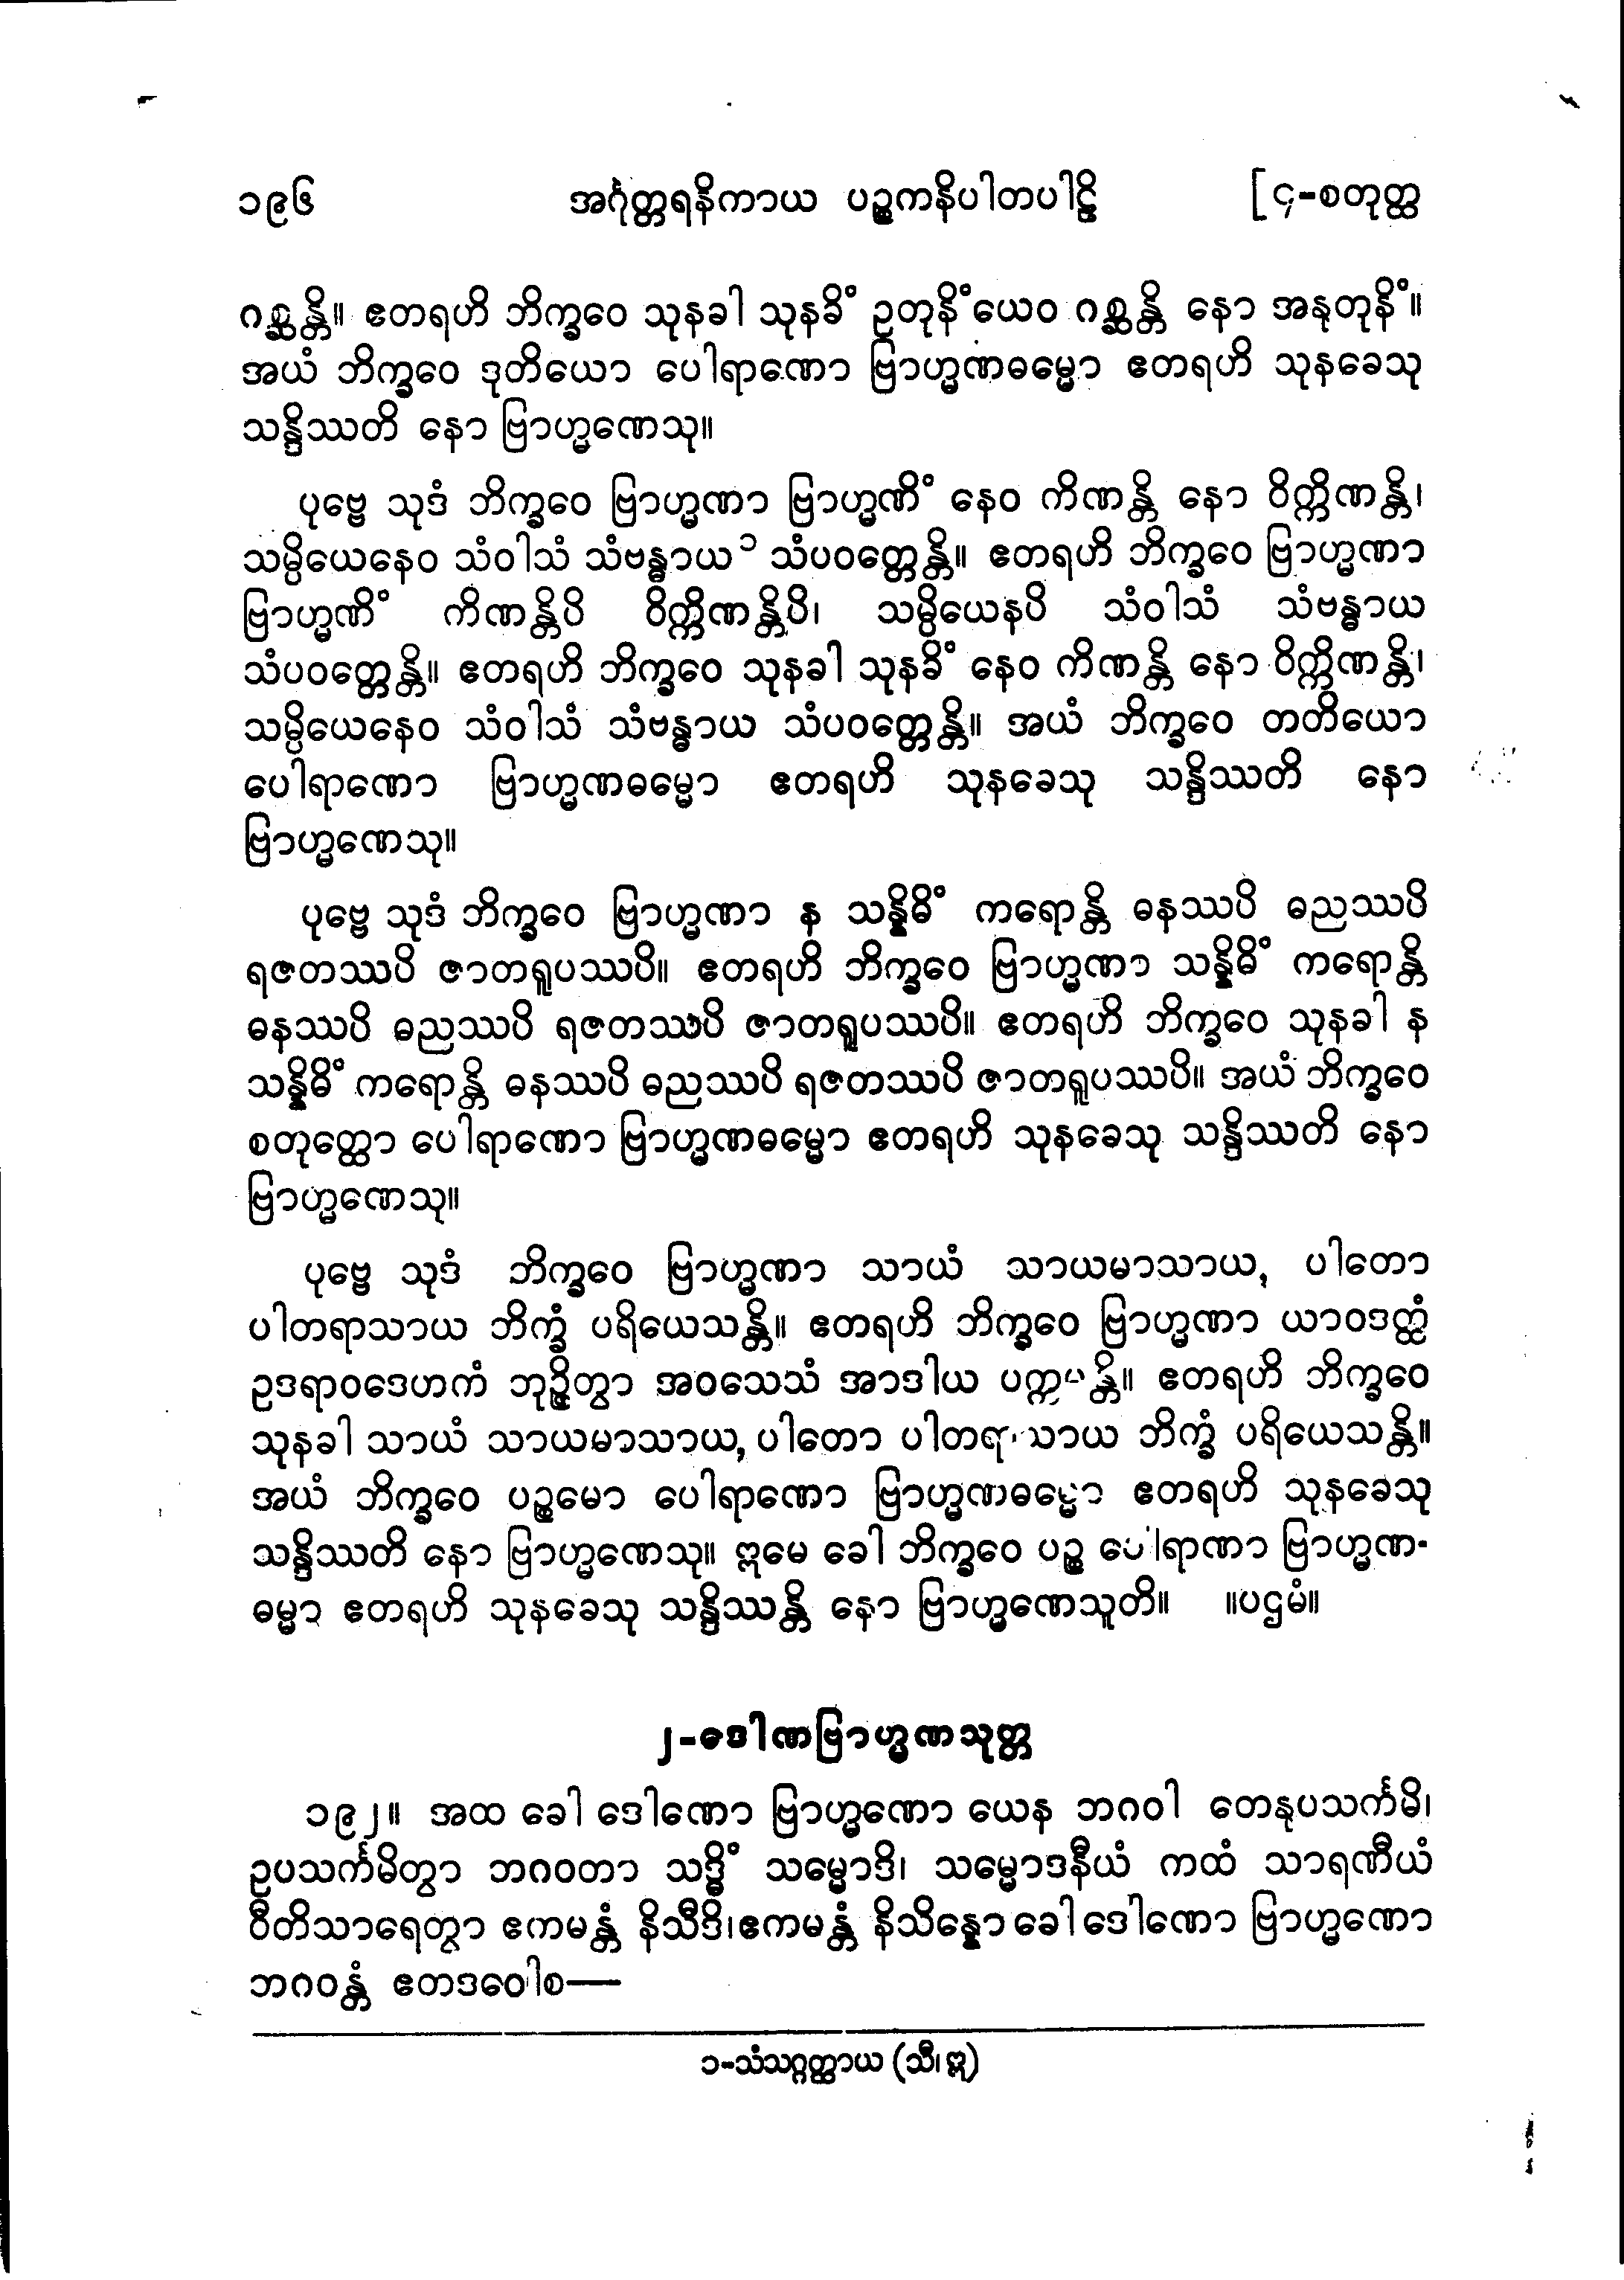 ၁၉၆ အင်္ဂုတ္တရနိကာယ ပဉ္စကနိပါတပါဠိ [၄-စတုတ္ထ
ဂစ္ဆန္တိ။ ဧတရဟိ ဘိက္ခဝေ သုနခါ သုနခိံ ဥတုနိံယေဝ ဂစ္ဆန္တိ နော အနုတုနိံ။
အယံ ဘိက္ခဝေ ဒုတိယော ပေါရာဏော ဗြာဟ္မဏဓမ္မော ဧတရဟိ သုနခေသု
သန္ဒိဿတိ နော ဗြာဟ္မဏေသု။
ပုဗ္ဗေ သုဒံ ဘိက္ခဝေ ဗြာဟ္မဏာ ဗြာဟ္မဏိံ နေဝ ကိဏန္တိ နော ဝိက္ကိဏန္တိ၊
သမ္ပိယေနေဝ သံဝါသံ သံဗန္ဓာယ ၁ သံပဝတ္တေန္တိ။ ဧတရဟိ ဘိက္ခဝေ ဗြာဟ္မဏာ
ဗြာဟ္မဏိံ ကိဏန္တိပိ ဝိက္ကိဏန္တိပိ၊ သမ္ပိယေနပိ သံဝါသံ သံဗန္ဓာယ
သံပဝတ္တေန္တိ။ ဧတရဟိ ဘိက္ခဝေ သုနခါ သုနခိံ နေဝ ကိဏန္တိ နော ဝိက္ကိဏန္တိ၊
သမ္ပိယေနေဝ သံဝါသံ သံဗန္ဓာယ သံပဝတ္တေန္တိ။ အယံ ဘိက္ခဝေ တတိယော
ပေါရာဏော ဗြာဟ္မဏဓမ္မော ဧတရဟိ သုနခေသု သန္ဒိဿတိ နော
ဗြာဟ္မဏေသု။
ပုဗ္ဗေ သုဒံ ဘိက္ခဝေ ဗြာဟ္မဏာ န သန္နိဓိံ ကရောန္တိ ဓနဿပိ ဓညဿပိ
ရဇတဿပိ ဇာတရူပဿပိ။ ဧတရဟိ ဘိက္ခဝေ ဗြာဟ္မဏာ သန္နိဓိံ ကရောန္တိ
ဓနဿပိ ဓညဿပိ ရဇတဿပိ ဇာတရူပဿပိ။ ဧတရဟိ ဘိက္ခဝေ သုနခါ န
သန္နိဓိံ ကရောန္တိ ဓနဿပိ ဓညဿပိ ရဇတဿပိ ဇာတရူပဿပိ။ အယံ ဘိက္ခဝေ
စတုတ္ထော ပေါရာဏော ဗြာဟ္မဏဓမ္မော ဧတရဟိ သုနခေသု သန္ဒိဿတိ နော
ဗြာဟ္မဏေသု။
ပုဗ္ဗေ သုဒံ ဘိက္ခဝေ ဗြာဟ္မဏာ သာယံ သာယမာသာယ, ပါတော
ပါတရာသာယ ဘိက္ခံ ပရိယေသန္တိ။ ဧတရဟိ ဘိက္ခဝေ ဗြာဟ္မဏာ ယာဝဒတ္ထံ
ဥဒရာဝဒေဟကံ ဘုဉ္ဇိတွာ အဝသေသံ အာဒါယ ပက္ကမန္တိ။ ဧတရဟိ ဘိက္ခဝေ
သုနခါ သာယံ သာယမာသာယ, ပါတော ပါတရာသာယ ဘိက္ခံ ပရိယေသန္တိ။
အယံ ဘိက္ခဝေ ပဉ္စမော ပေါရာဏော ဗြာဟ္မဏဓမ္မော ဧတရဟိ သုနခေသု
သန္ဒိဿတိ နော ဗြာဟ္မဏေသု။ ဣမေ ခေါ ဘိက္ခဝေ ပဉ္စ ပေါရာဏာ ဗြာဟ္မဏ-
ဓမ္မာ ဧတရဟိ သုနခေသု သန္ဒိဿန္တိ နော ဗြာဟ္မဏေသူတိ။ ။ပဌမံ။
၂-ဒေါဏဗြာဟ္မဏသုတ္တ
၁၉၂။ အထ ခေါ ဒေါဏော ဗြာဟ္မဏော ယေန ဘဂဝါ တေနုပသင်္ကမိ၊
ဥပသင်္ကမိတွာ ဘဂဝတာ သဒ္ဓိံ သမ္မောဒိ၊ သမ္မောဒနီယံ ကထံ သာရဏီယံ
ဝီတိသာရေတွာ ဧကမန္တံ နိသီဒိ၊ ဧကမန္တံ နိသိန္နော ခေါ ဒေါဏော ဗြာဟ္မဏော
ဘဂဝန္တံ ဧတဒဝေါစ—
၁-သံသဂ္ဂတ္ထာယ (သီ၊ ဣ)